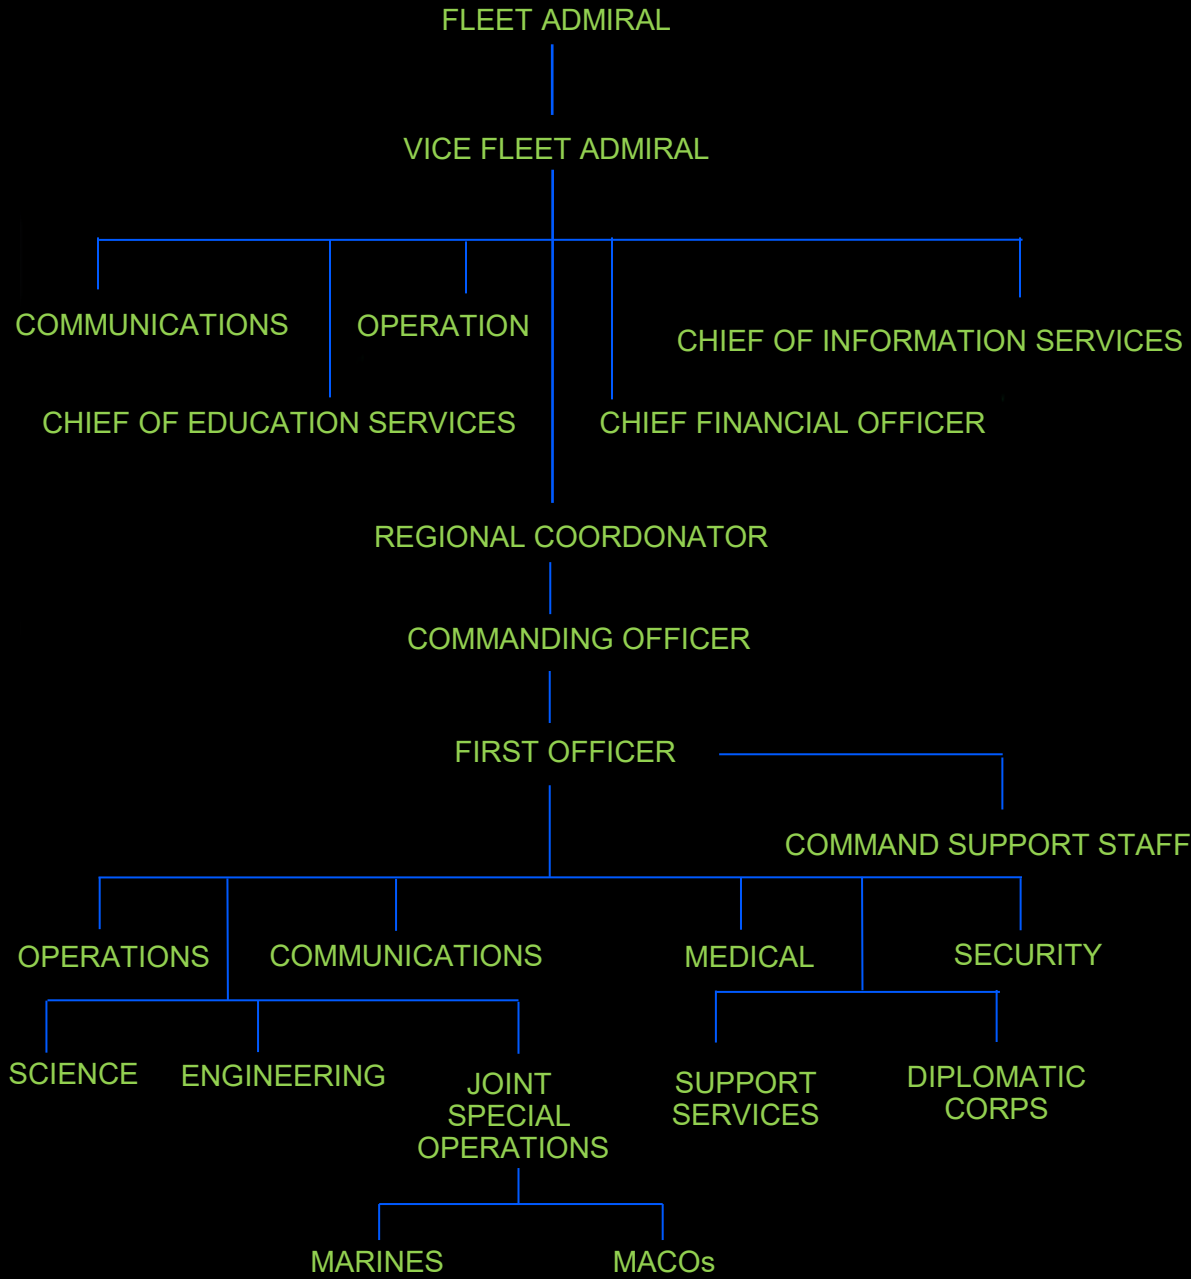 FLEET ADMIRAL
VICE FLEET ADMIRAL
COMMUNICATIONS
OPERATION
CHIEF OF INFORMATION SERVICES
CHIEF OF EDUCATION SERVICES
CHIEF FINANCIAL OFFICER
REGIONAL COORDONATOR
COMMANDING OFFICER
FIRST OFFICER
COMMAND SUPPORT STAFF
OPERATIONS
COMMUNICATIONS
MEDICAL
SECURITY
SCIENCE
ENGINEERING
JOINT
SPECIAL
OPERATIONS
SUPPORT
SERVICES
DIPLOMATIC
CORPS
MARINES
MACOs